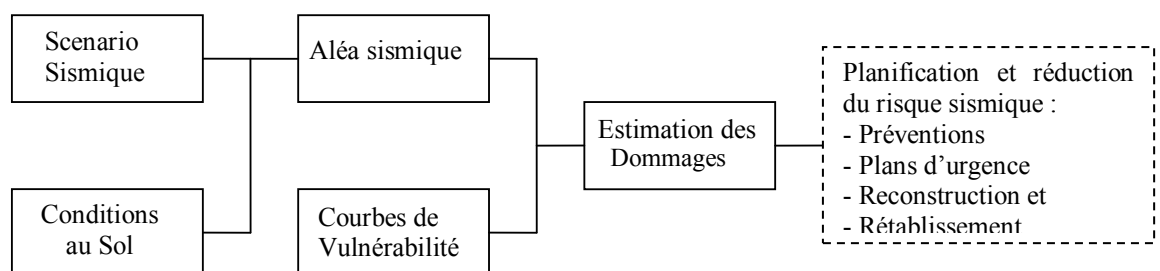 Scenario
Sismique
Aléa sismique
Conditions
au Sol
Courbes de
Vulnérabilité
Estimation des
Dommages
Planification et réduction
du risque sismique :
- Préventions
- Plans d'urgence
- Reconstruction et
- Rétablissement